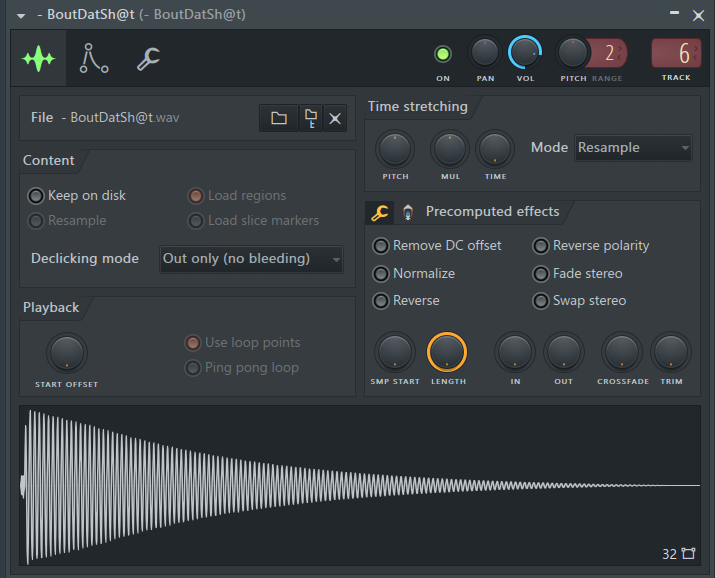 - BoutDatSh@t (- BoutDatSh@t)
ON PAN VOL PITCH RANGE 2 6 TRACK
File - BoutDatSh@t.wav
Content
Keep on disk Load regions
Resample Load slice markers
Declicking mode Out only (no bleeding)
Playback
START OFFSET
Use loop points
Ping pong loop
Time stretching
PITCH MUL TIME
Mode Resample
Precomputed effects
Remove DC offset Reverse polarity
Normalize Fade stereo
Reverse Swap stereo
SMP START LENGTH IN OUT CROSSFADE TRIM
32